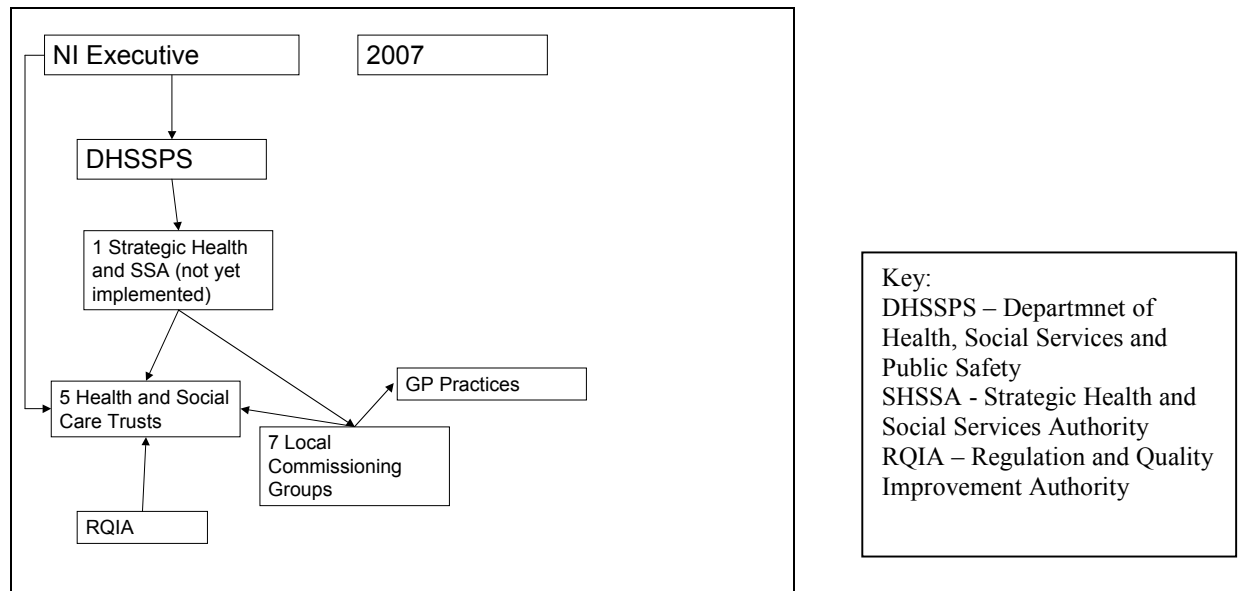 NI Executive
2007
DHSSPS
1 Strategic Health
and SSA (not yet
implemented)
GP Practices
5 Health and Social
Care Trusts
7 Local
Commissioning
Groups
RQIA
Key:
DHSSPS – Departmnet of
Health, Social Services and
Public Safety
SHSSA - Strategic Health and
Social Services Authority
RQIA – Regulation and Quality
Improvement Authority